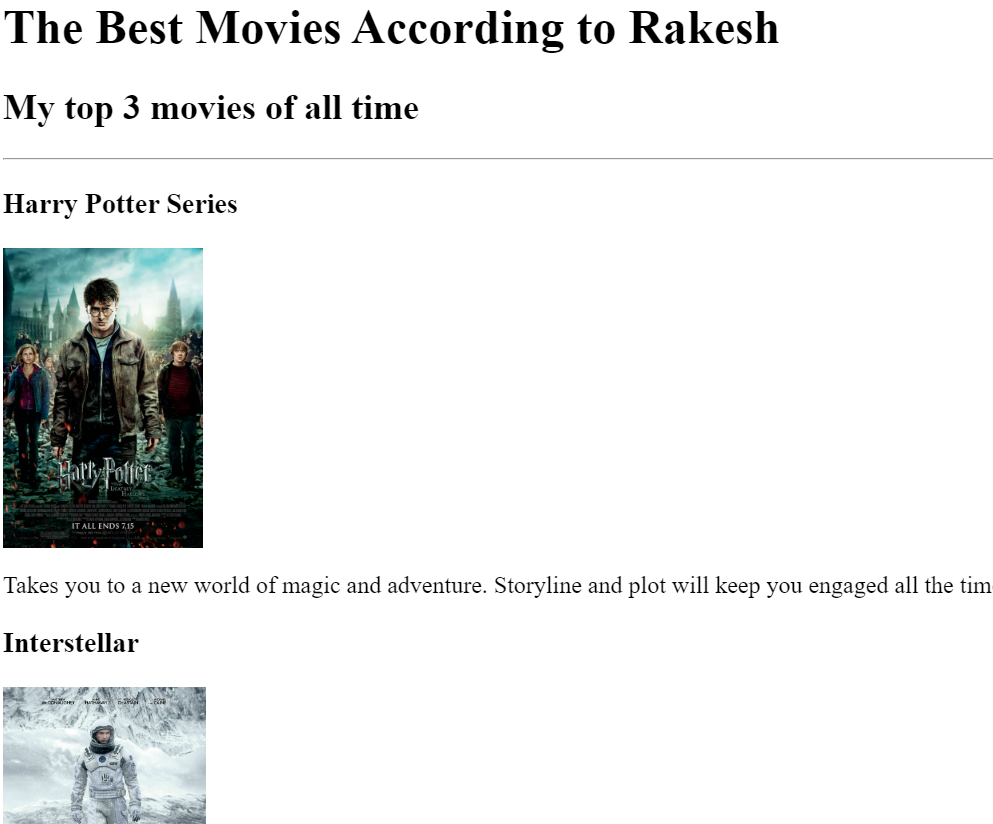 The Best Movies According to Rakesh
My top 3 movies of all time
Harry Potter Series
Harry Potter
DEATHLY
HALLOWS
IT ALL ENDS 7.15
Takes you to a new world of magic and adventure. Storyline and plot will keep you engaged all the tim
Interstellar